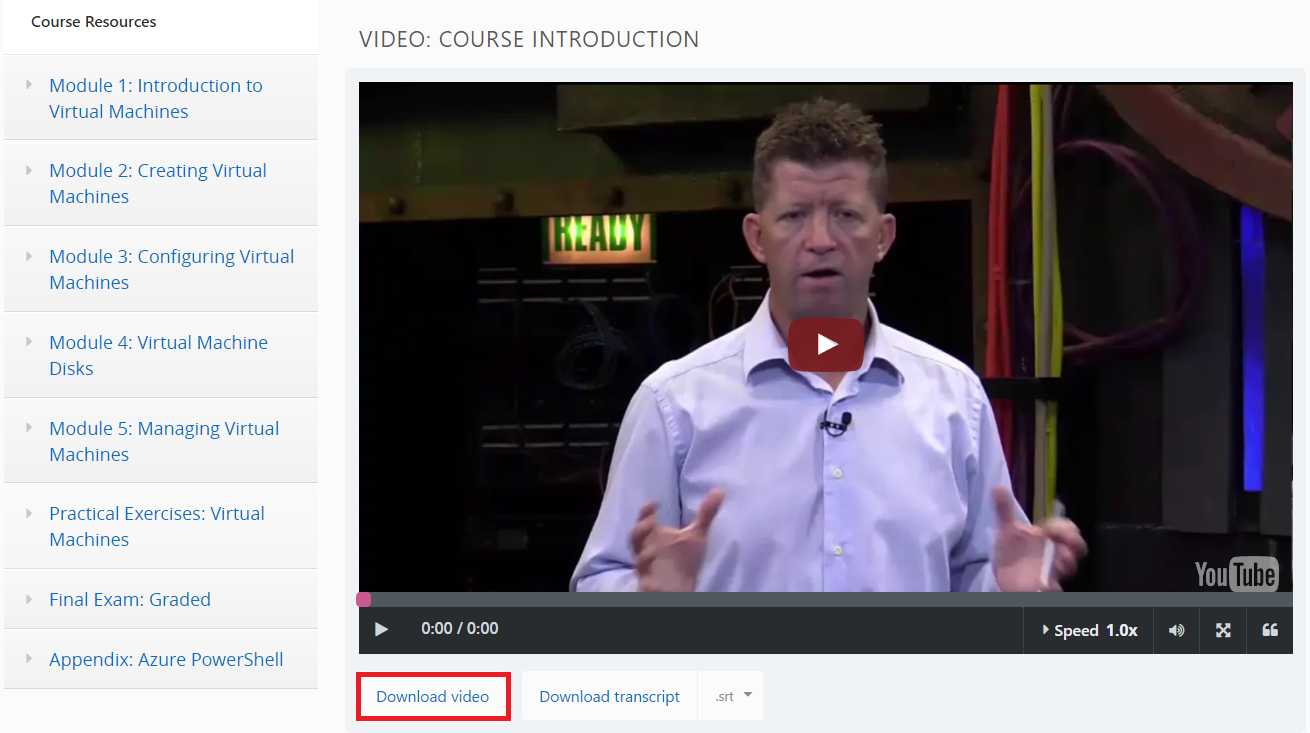 Course Resources
Module 1: Introduction to
Virtual Machines
Module 2: Creating Virtual
Machines
Module 3: Configuring Virtual
Machines
Module 4: Virtual Machine
Disks
Module 5: Managing Virtual
Machines
Practical Exercises: Virtual
Machines
Final Exam: Graded
Appendix: Azure PowerShell
VIDEO: COURSE INTRODUCTION
READY
YouTube
0:00 / 0:00
Speed 1.0x
Download video
Download transcript
.srt